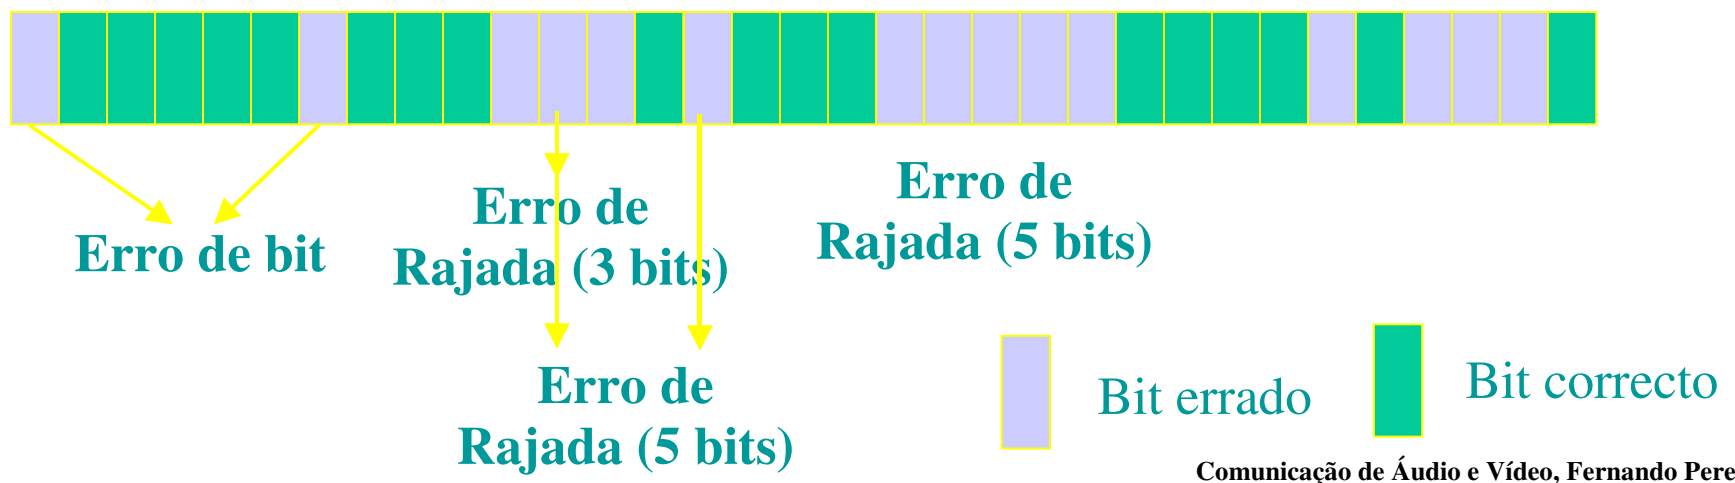 Erro de bit
Erro de
Rajada (3 bits)
Erro de
Rajada (5 bits)
Erro de
Rajada (5 bits)
Bit errado
Bit correcto
Comunicação de Áudio e Vídeo, Fernando Pere